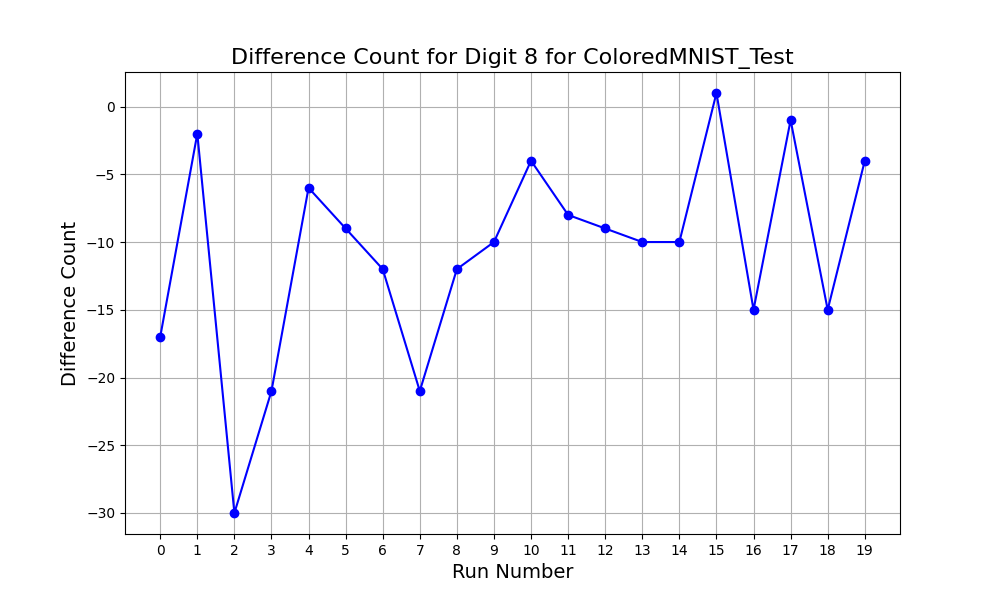 Difference Count for Digit 8 for ColoredMNIST_Test
Difference Count
0
−5
−10
−15
−20
−25
−30
0 1 2 3 4 5 6 7 8 9 10 11 12 13 14 15 16 17 18 19
Run Number